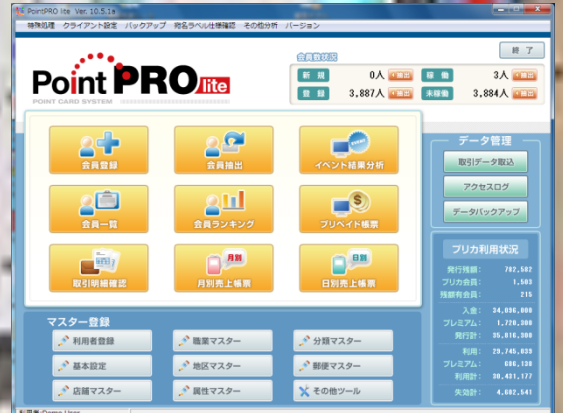 PointPRO lite Ver. 10.5.1a
特殊処理 クライアント設定 バックアップ 宛名ラベル仕様確認 その他分析 バージョン
終 了
Point PRO lite
POINT CARD SYSTEM
会員数状況
新 規 0人 抽出 稼 働 3人 抽出
登 録 3,887人 抽出 未稼働 3,884人 抽出
会員登録 会員抽出 イベント結果分析
会員一覧 会員ランキング プリペイド帳票
取引明細確認 月別 月別売上帳票 日別 日別売上帳票
データ管理
取引データ取込
アクセスログ
データバックアップ
プリカ利用状況
発行残額: 702,582
プリカ会員: 1,503
残額有会員: 215
入金: 34,096,000
プレミアム: 1,720,300
発行計: 35,816,300
利用: 29,745,039
プレミアム: 686,138
利用計: 30,431,177
失効計: 4,682,541
マスター登録
利用者登録 職業マスター 分類マスター
基本設定 地区マスター 郵便マスター
店舗マスター 属性マスター その他ツール
利用者:Demo User